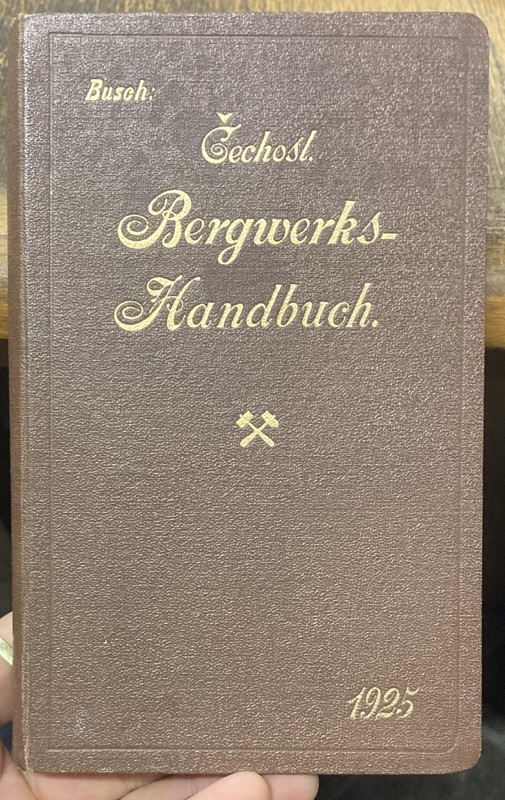 Busch:
Čechosl.
Bergwerks-
Handbuch.
1925